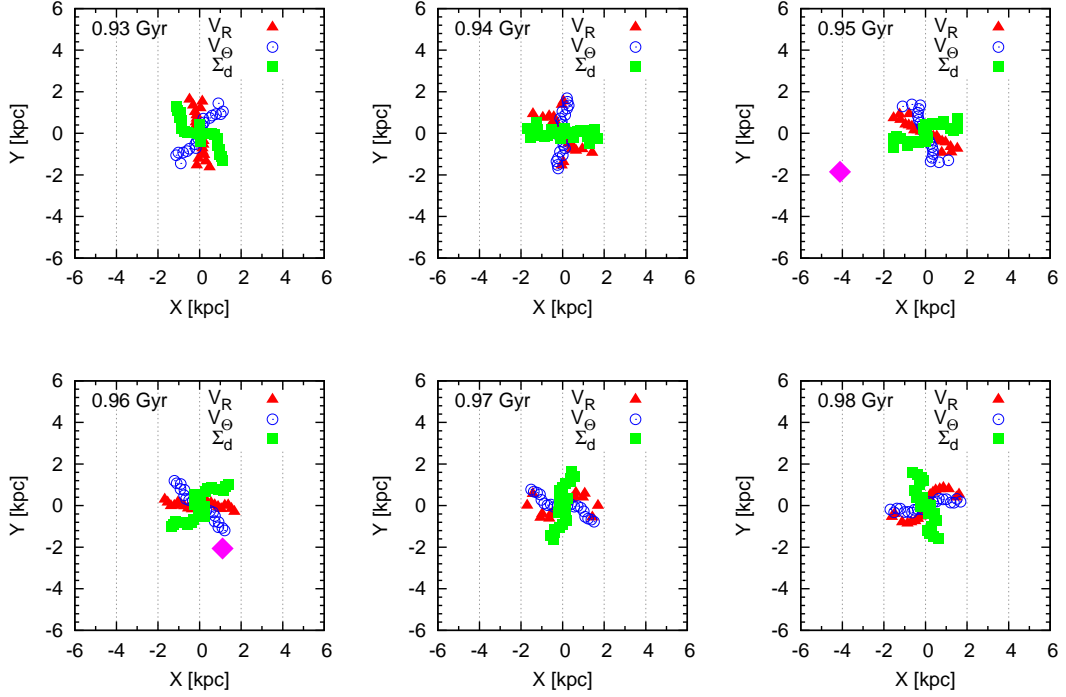 0.93 Gyr
V_R
V_Θ
Σ_d
6
4
2
0
-2
-4
-6
Y [kpc]
-6 -4 -2 0 2 4 6
X [kpc]
0.94 Gyr
V_R
V_Θ
Σ_d
6
4
2
0
-2
-4
-6
Y [kpc]
-6 -4 -2 0 2 4 6
X [kpc]
0.95 Gyr
V_R
V_Θ
Σ_d
6
4
2
0
-2
-4
-6
Y [kpc]
-6 -4 -2 0 2 4 6
X [kpc]
0.96 Gyr
V_R
V_Θ
Σ_d
6
4
2
0
-2
-4
-6
Y [kpc]
-6 -4 -2 0 2 4 6
X [kpc]
0.97 Gyr
V_R
V_Θ
Σ_d
6
4
2
0
-2
-4
-6
Y [kpc]
-6 -4 -2 0 2 4 6
X [kpc]
0.98 Gyr
V_R
V_Θ
Σ_d
6
4
2
0
-2
-4
-6
Y [kpc]
-6 -4 -2 0 2 4 6
X [kpc]